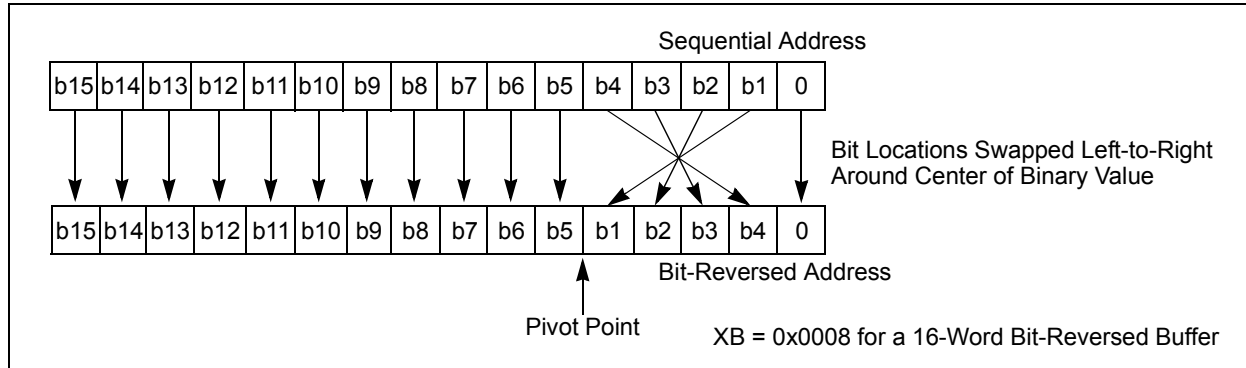 Sequential Address
b15 b14 b13 b12 b11 b10 b9 b8 b7 b6 b5 b4 b3 b2 b1 0
Bit Locations Swapped Left-to-Right
Around Center of Binary Value
b15 b14 b13 b12 b11 b10 b9 b8 b7 b6 b5 b1 b2 b3 b4 0
Bit-Reversed Address
Pivot Point
XB = 0x0008 for a 16-Word Bit-Reversed Buffer